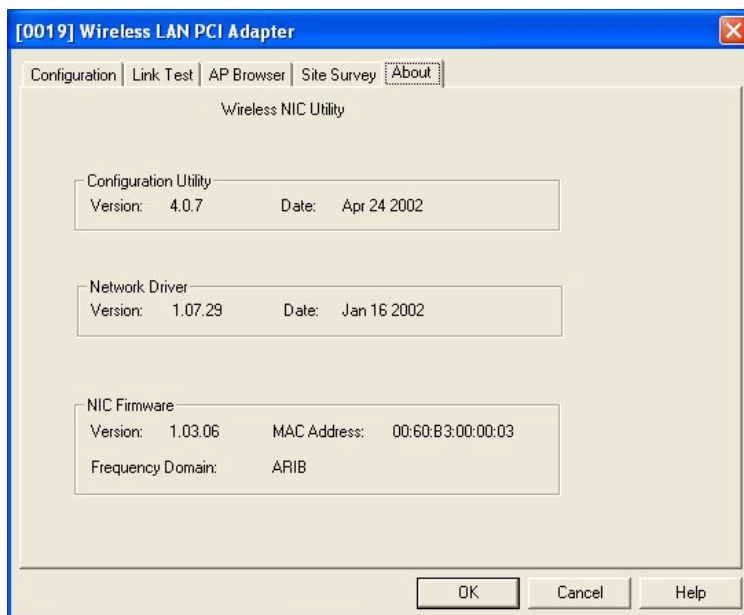 [0019] Wireless LAN PCI Adapter
Configuration Link Test AP Browser Site Survey About
Wireless NIC Utility
Configuration Utility
Version: 4.0.7 Date: Apr 24 2002
Network Driver
Version: 1.07.29 Date: Jan 16 2002
NIC Firmware
Version: 1.03.06 MAC Address: 00:60:B3:00:00:03
Frequency Domain: ARIB
OK Cancel Help